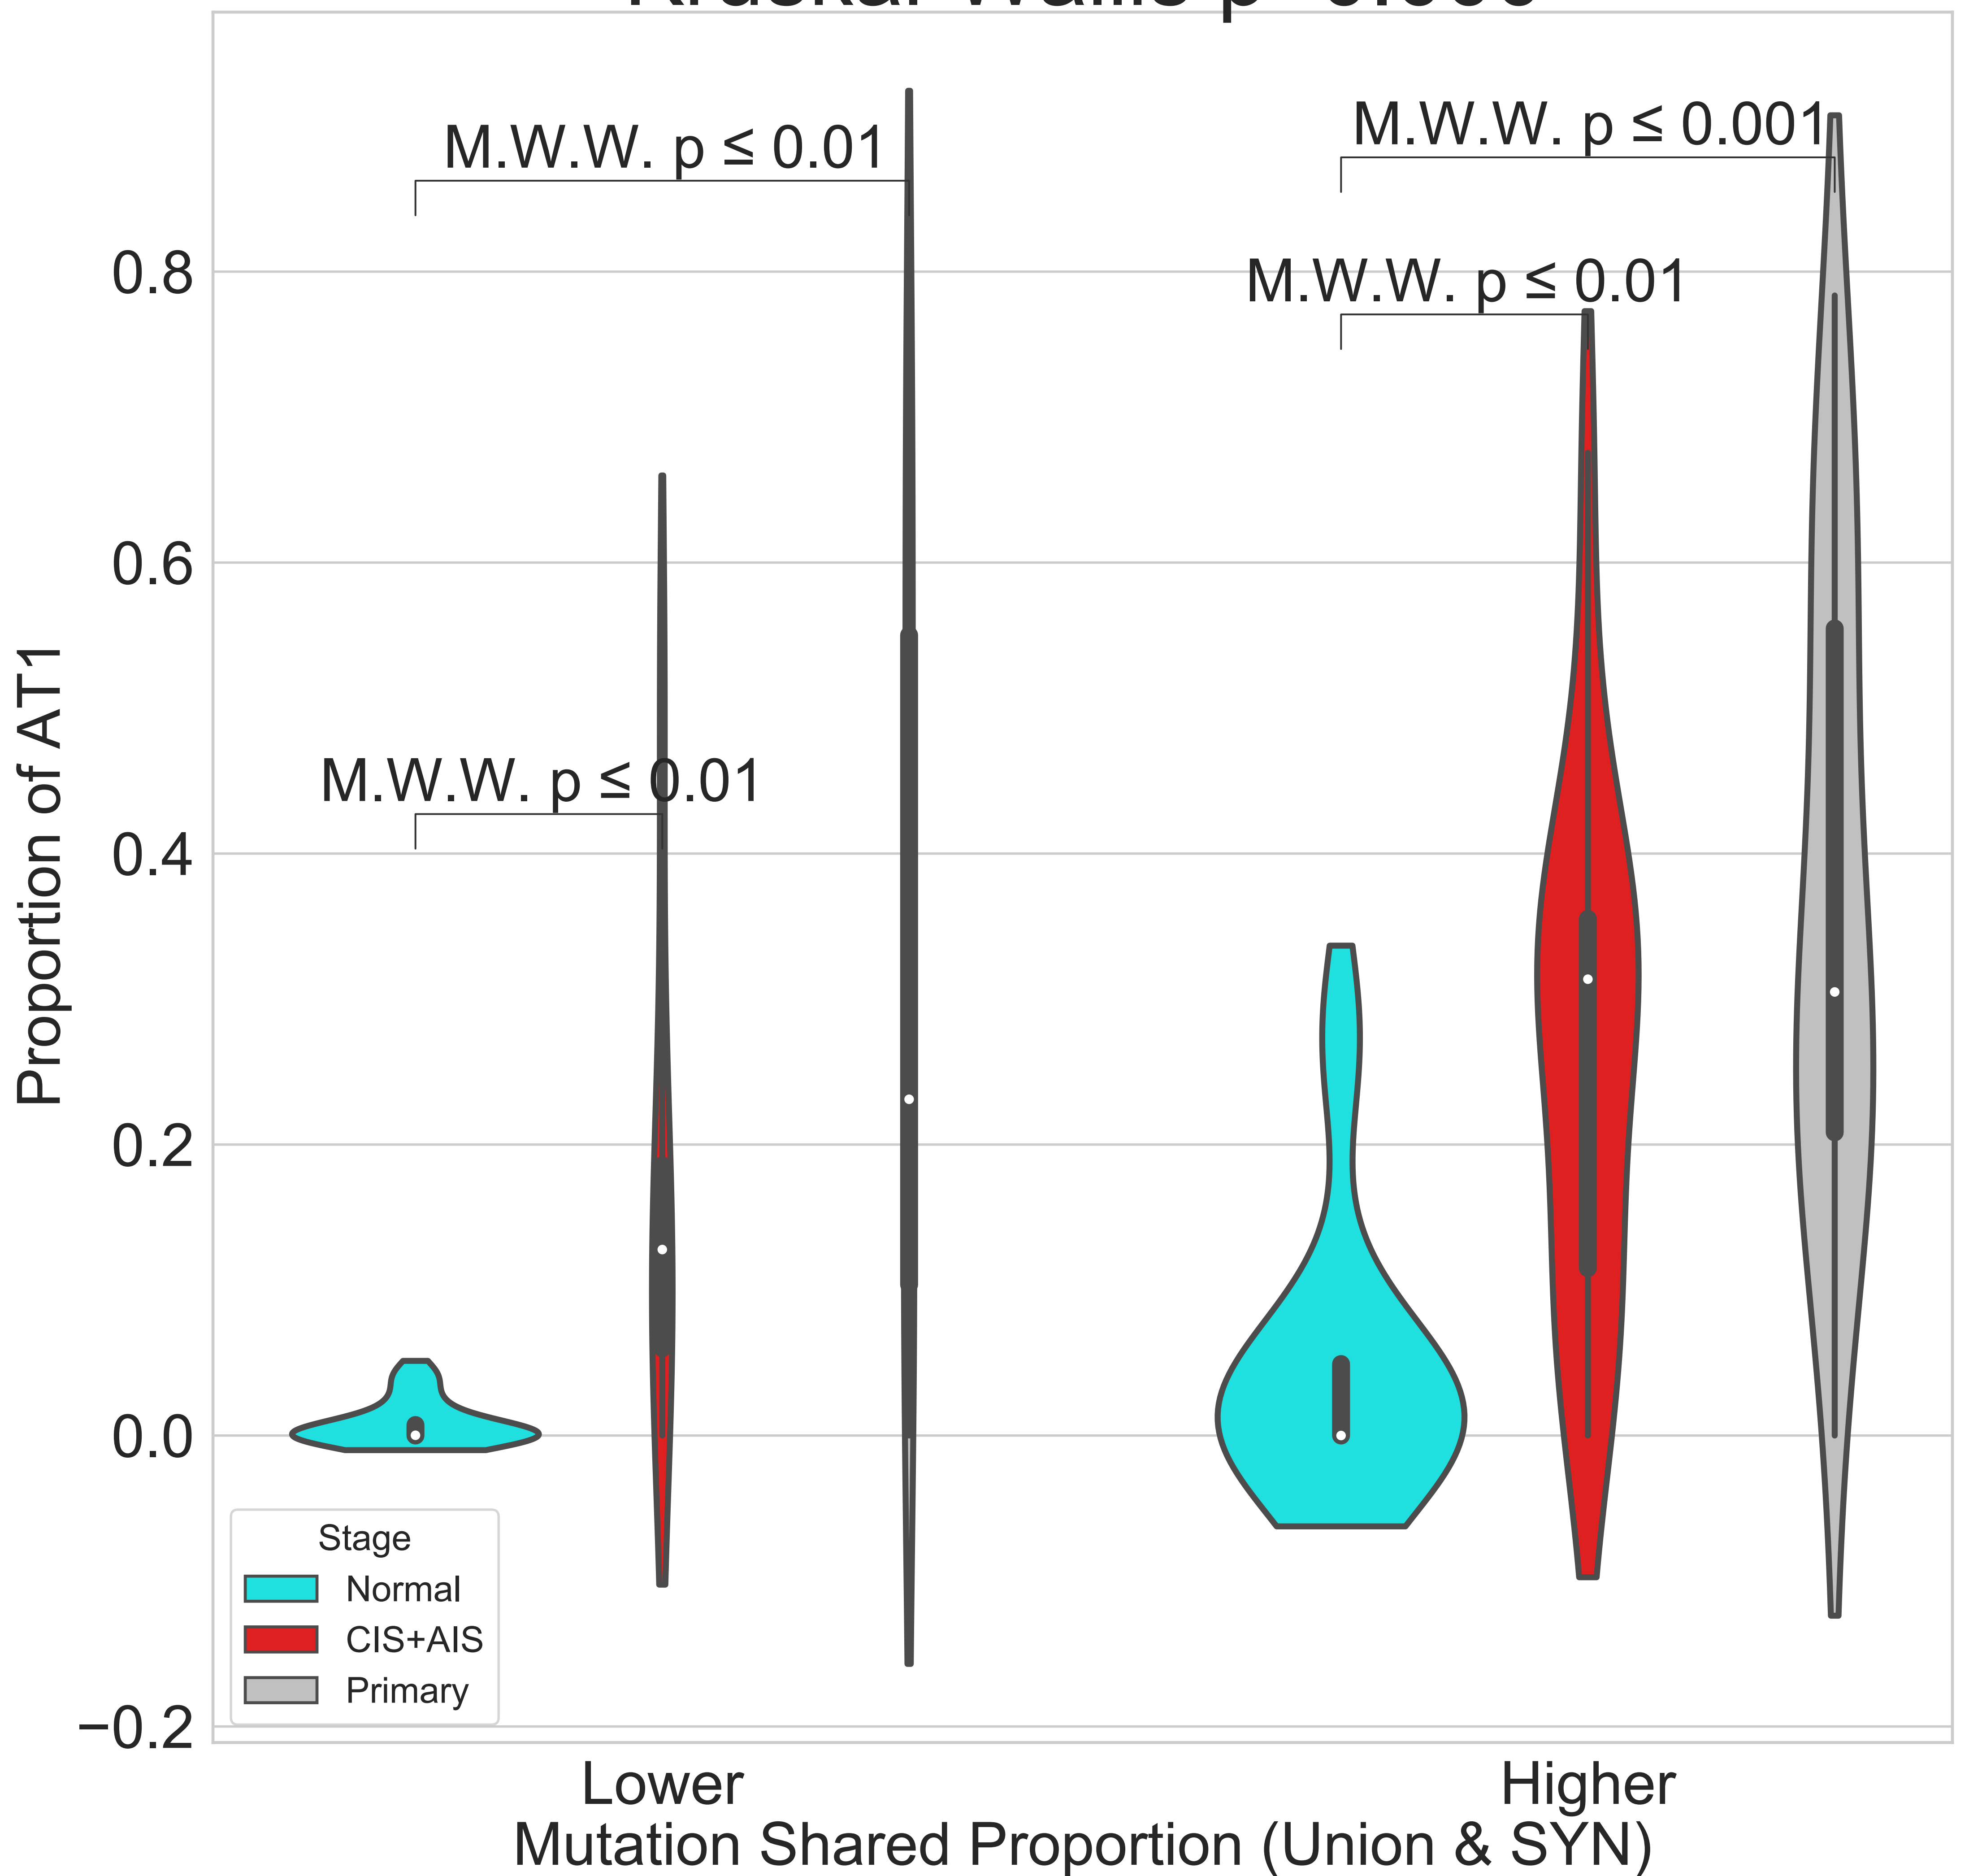 M.W.W. p ≤ 0.001
M.W.W. p ≤ 0.01
M.W.W. p ≤ 0.01
M.W.W. p ≤ 0.01
0.8
0.6
0.4
0.2
0.0
−0.2
Proportion of AT1
Stage
Normal
CIS+AIS
Primary
Lower
Higher
Mutation Shared Proportion (Union & SYN)